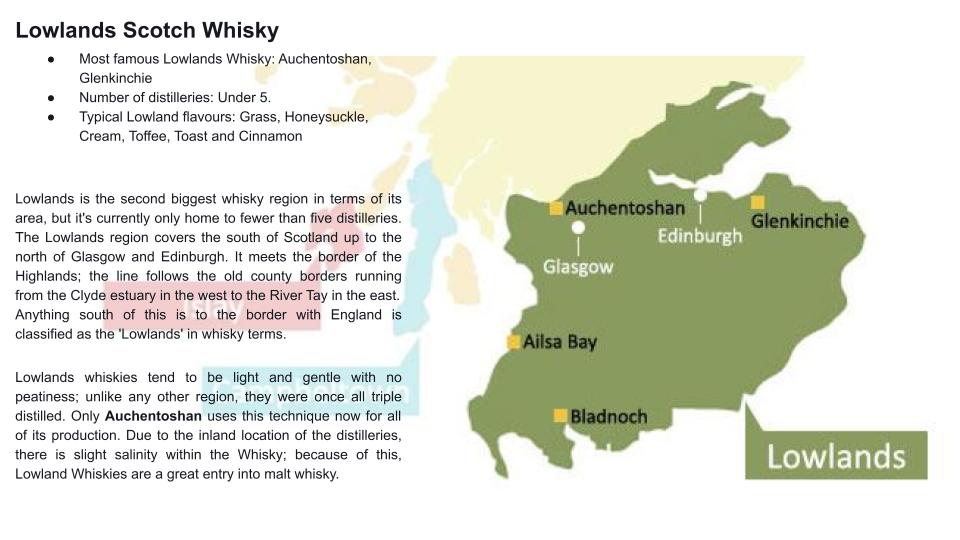 Lowlands Scotch Whisky
● Most famous Lowlands Whisky: Auchentoshan,
Glenkinchie
● Number of distilleries: Under 5.
● Typical Lowland flavours: Grass, Honeysuckle,
Cream, Toffee, Toast and Cinnamon
Lowlands is the second biggest whisky region in terms of its
area, but it's currently only home to fewer than five distilleries.
The Lowlands region covers the south of Scotland up to the
north of Glasgow and Edinburgh. It meets the border of the
Highlands; the line follows the old county borders running
from the Clyde estuary in the west to the River Tay in the east.
Anything south of this is to the border with England is
classified as the 'Lowlands' in whisky terms.
Lowlands whiskies tend to be light and gentle with no
peatiness; unlike any other region, they were once all triple
distilled. Only Auchentoshan uses this technique now for all
of its production. Due to the inland location of the distilleries,
there is slight salinity within the Whisky; because of this,
Lowland Whiskies are a great entry into malt whisky.
Islay
Campbeltown
Auchentoshan
Edinburgh
Glenkinchie
Glasgow
Ailsa Bay
Bladnoch
Lowlands